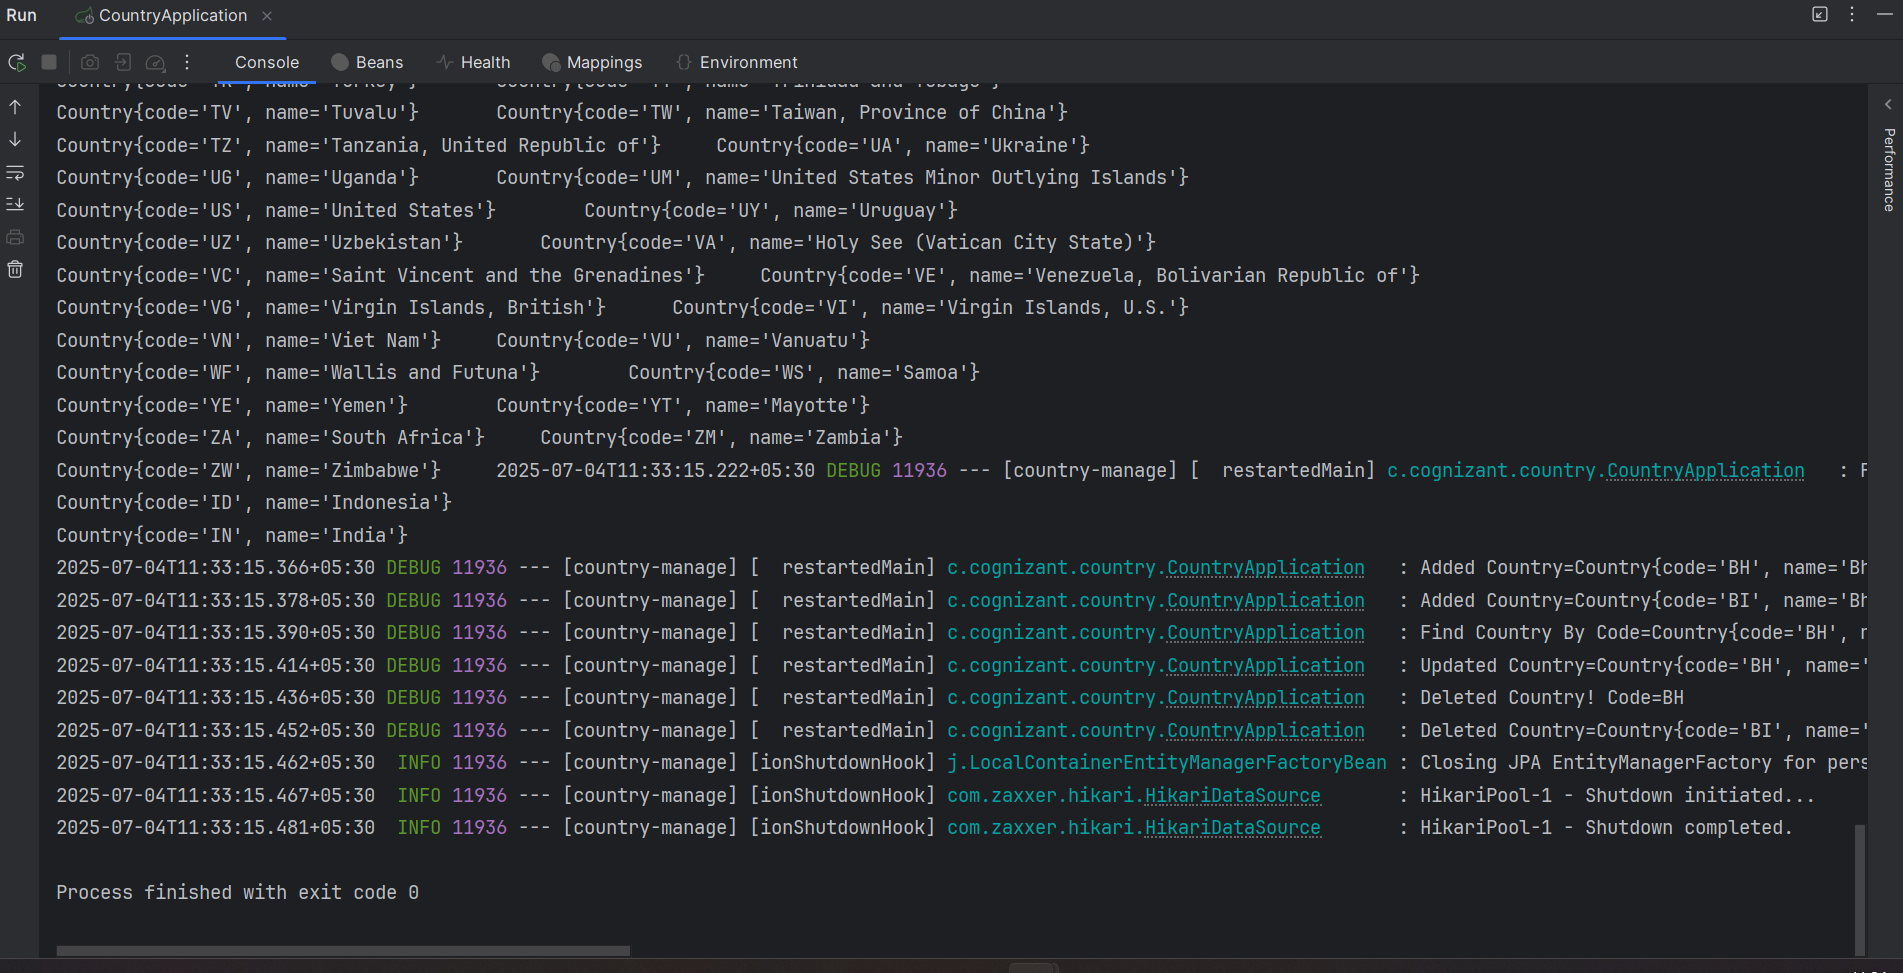 Run CountryApplication
Console Beans Health Mappings Environment
Performance
Country{code='TV', name='Tuvalu'} Country{code='TW', name='Taiwan, Province of China'}
Country{code='TZ', name='Tanzania, United Republic of'} Country{code='UA', name='Ukraine'}
Country{code='UG', name='Uganda'} Country{code='UM', name='United States Minor Outlying Islands'}
Country{code='US', name='United States'} Country{code='UY', name='Uruguay'}
Country{code='UZ', name='Uzbekistan'} Country{code='VA', name='Holy See (Vatican City State)'}
Country{code='VC', name='Saint Vincent and the Grenadines'} Country{code='VE', name='Venezuela, Bolivarian Republic of'}
Country{code='VG', name='Virgin Islands, British'} Country{code='VI', name='Virgin Islands, U.S.'}
Country{code='VN', name='Viet Nam'} Country{code='VU', name='Vanuatu'}
Country{code='WF', name='Wallis and Futuna'} Country{code='WS', name='Samoa'}
Country{code='YE', name='Yemen'} Country{code='YT', name='Mayotte'}
Country{code='ZA', name='South Africa'} Country{code='ZM', name='Zambia'}
Country{code='ZW', name='Zimbabwe'} 2025-07-04T11:33:15.222+05:30 DEBUG 11936 --- [country-manage] [  restartedMain] c.cognizant.country.CountryApplication :
Country{code='ID', name='Indonesia'}
Country{code='IN', name='India'}
2025-07-04T11:33:15.366+05:30 DEBUG 11936 --- [country-manage] [  restartedMain] c.cognizant.country.CountryApplication : Added Country=Country{code='BH', name='Bh
2025-07-04T11:33:15.378+05:30 DEBUG 11936 --- [country-manage] [  restartedMain] c.cognizant.country.CountryApplication : Added Country=Country{code='BI', name='Bh
2025-07-04T11:33:15.390+05:30 DEBUG 11936 --- [country-manage] [  restartedMain] c.cognizant.country.CountryApplication : Find Country By Code=Country{code='BH',
2025-07-04T11:33:15.414+05:30 DEBUG 11936 --- [country-manage] [  restartedMain] c.cognizant.country.CountryApplication : Updated Country=Country{code='BH', name='
2025-07-04T11:33:15.436+05:30 DEBUG 11936 --- [country-manage] [  restartedMain] c.cognizant.country.CountryApplication : Deleted Country! Code=BH
2025-07-04T11:33:15.452+05:30 DEBUG 11936 --- [country-manage] [  restartedMain] c.cognizant.country.CountryApplication : Deleted Country=Country{code='BI', name='
2025-07-04T11:33:15.462+05:30  INFO 11936 --- [country-manage] [ionShutdownHook] j.LocalContainerEntityManagerFactoryBean : Closing JPA EntityManagerFactory for pers
2025-07-04T11:33:15.467+05:30  INFO 11936 --- [country-manage] [ionShutdownHook] com.zaxxer.hikari.HikariDataSource : HikariPool-1 - Shutdown initiated...
2025-07-04T11:33:15.481+05:30  INFO 11936 --- [country-manage] [ionShutdownHook] com.zaxxer.hikari.HikariDataSource : HikariPool-1 - Shutdown completed.
Process finished with exit code 0